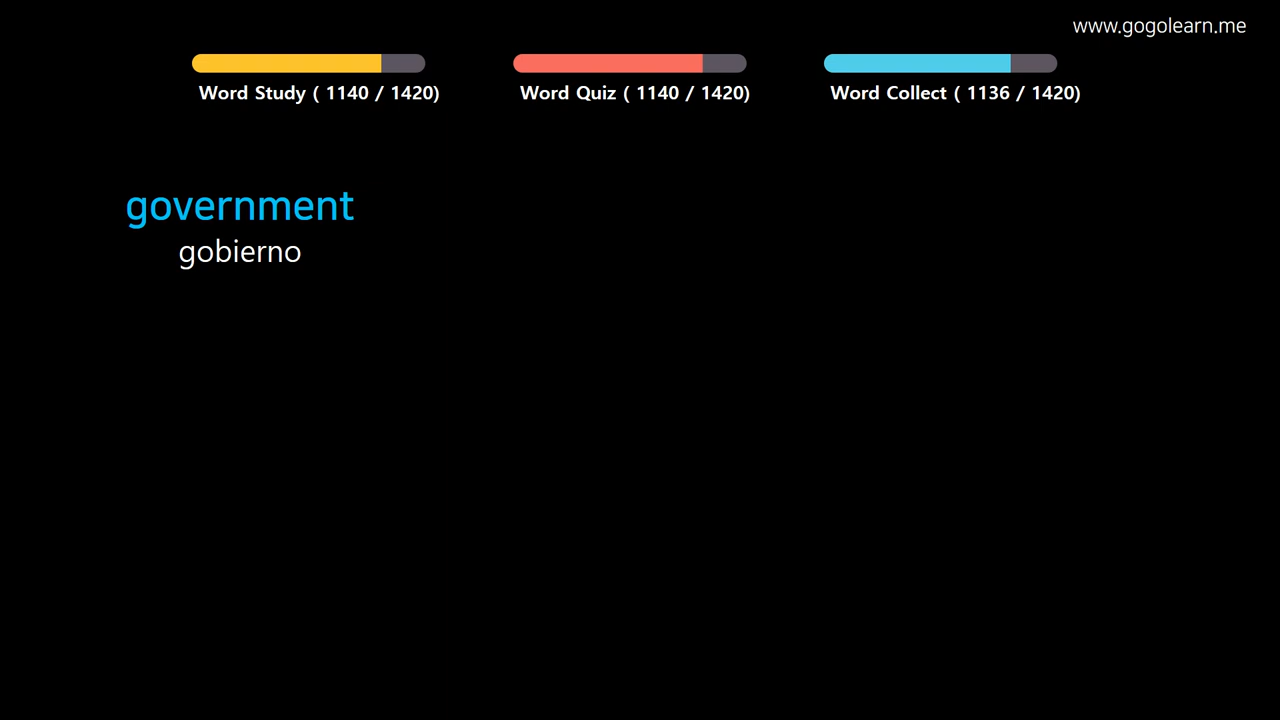 www.gogolearn.me
Word Study ( 1140 / 1420)
Word Quiz ( 1140 / 1420)
Word Collect ( 1136 / 1420)
government
gobierno